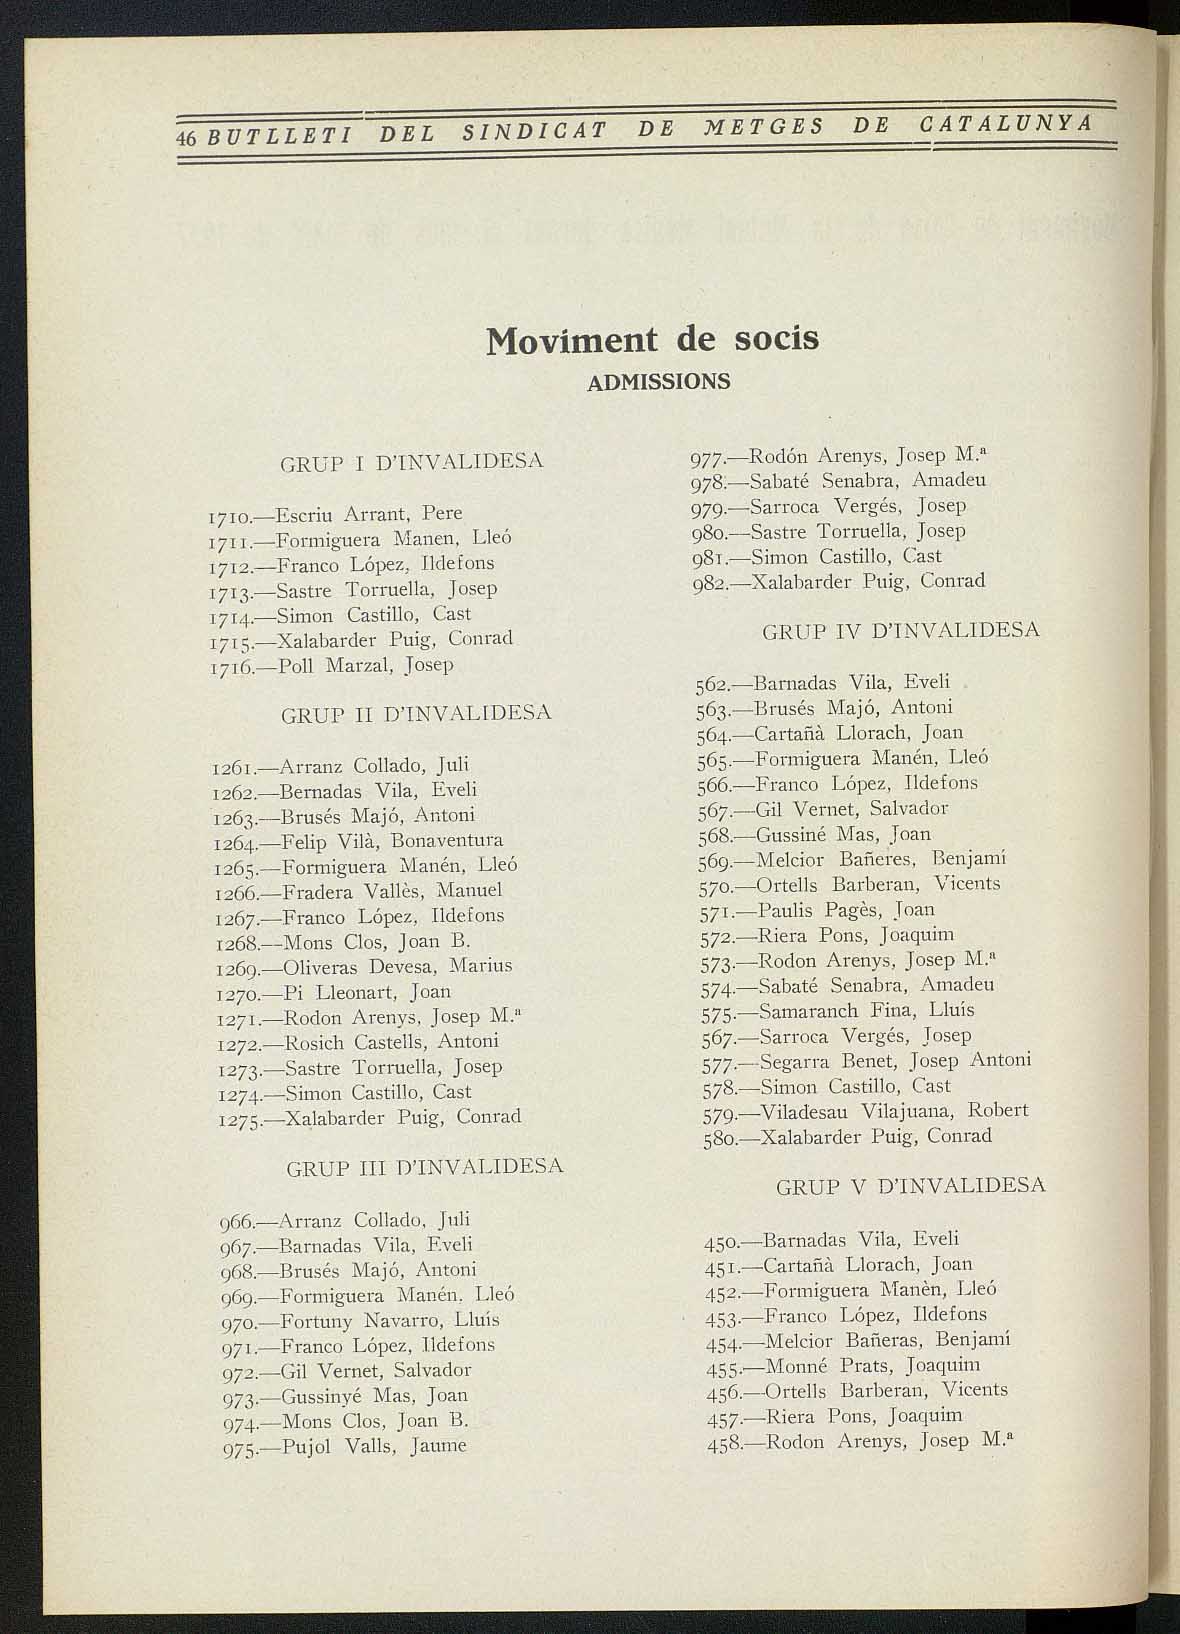 46 BUTLLETI DEL SINDICAT DE METGES DE CATALUNYA
Moviment de socis
ADMISSIONS
GRUP I D'INVALIDESA
1710.—Escriu Arrant, Pere
1711.—Formiguera Manen, Lleó
1712.—Franco López, Ildefons
1713.—Sastre Torruella, Josep
1714.—Simon Castillo, Cast
1715.—Xalabarder Puig, Conrad
1716.—Poll Marzal, Josep
GRUP II D'INVALIDESA
1261.—Arranz Collado, Juli
1262.—Bernadas Vila, Eveli
1263.—Brusés Majó, Antoni
1264.—Felip Vilà, Bonaventura
1265.—Formiguera Manén, Lleó
1266.—Fradera Vallès, Manuel
1267.—Franco López, Ildefons
1268.—Mons Clos, Joan B.
1269.—Oliveras Devesa, Marius
1270.—Pi Lleonart, Joan
1271.—Rodon Arenys, Josep M.ª
1272.—Rosich Castells, Antoni
1273.—Sastre Torruella, Josep
1274.—Simon Castillo, Cast
1275.—Xalabarder Puig, Conrad
GRUP III D'INVALIDESA
966.—Arranz Collado, Juli
967.—Barnadas Vila, Eveli
968.—Brusés Majó, Antoni
969.—Formiguera Manén, Lleó
970.—Fortuny Navarro, Lluís
971.—Franco López, Ildefons
972.—Gil Vernet, Salvador
973.—Gussinyé Mas, Joan
974.—Mons Clos, Joan B.
975.—Pujol Valls, Jaume
977.—Rodón Arenys, Josep M.ª
978.—Sabaté Senabra, Amadeu
979.—Sarroca Vergés, Josep
980.—Sastre Torruella, Josep
981.—Simon Castillo, Cast
982.—Xalabarder Puig, Conrad
GRUP IV D'INVALIDESA
562.—Barnadas Vila, Eveli
563.—Brusés Majó, Antoni
564.—Cartañà Llorach, Joan
565.—Formiguera Manén, Lleó
566.—Franco López, Ildefons
567.—Gil Vernet, Salvador
568.—Gussiné Mas, Joan
569.—Melcior Bañeres, Benjamí
570.—Ortells Barberan, Vicents
571.—Paulis Pagès, Joan
572.—Riera Pons, Joaquim
573.—Rodon Arenys, Josep M.ª
574.—Sabaté Senabra, Amadeu
575.—Samaranch Fina, Lluís
567.—Sarroca Vergés, Josep
577.—Segarra Benet, Josep Antoni
578.—Simon Castillo, Cast
579.—Viladesau Vilajuana, Robert
580.—Xalabarder Puig, Conrad
GRUP V D'INVALIDESA
450.—Barnadas Vila, Eveli
451.—Cartañà Llorach, Joan
452.—Formiguera Manèn, Lleó
453.—Franco López, Ildefons
454.—Melcior Bañeras, Benjamí
455.—Monné Prats, Joaquim
456.—Ortells Barberan, Vicents
457.—Riera Pons, Joaquim
458.—Rodon Arenys, Josep M.ª